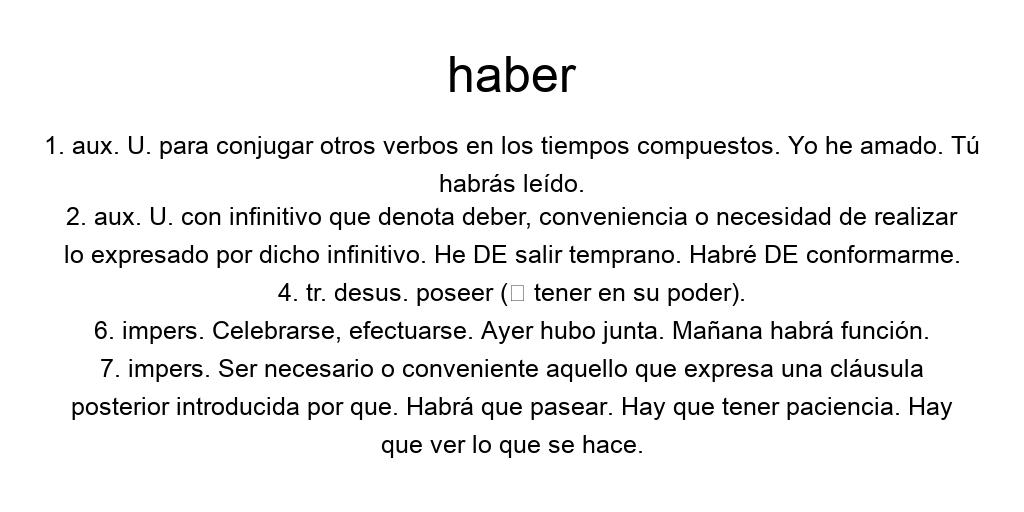 haber
1. aux. U. para conjugar otros verbos en los tiempos compuestos. Yo he amado. Tú
habrás leído.
2. aux. U. con infinitivo que denota deber, conveniencia o necesidad de realizar
lo expresado por dicho infinitivo. He DE salir temprano. Habré DE conformarme.
4. tr. desus. poseer (▯ tener en su poder).
6. impers. Celebrarse, efectuarse. Ayer hubo junta. Mañana habrá función.
7. impers. Ser necesario o conveniente aquello que expresa una cláusula
posterior introducida por que. Habrá que pasear. Hay que tener paciencia. Hay
que ver lo que se hace.